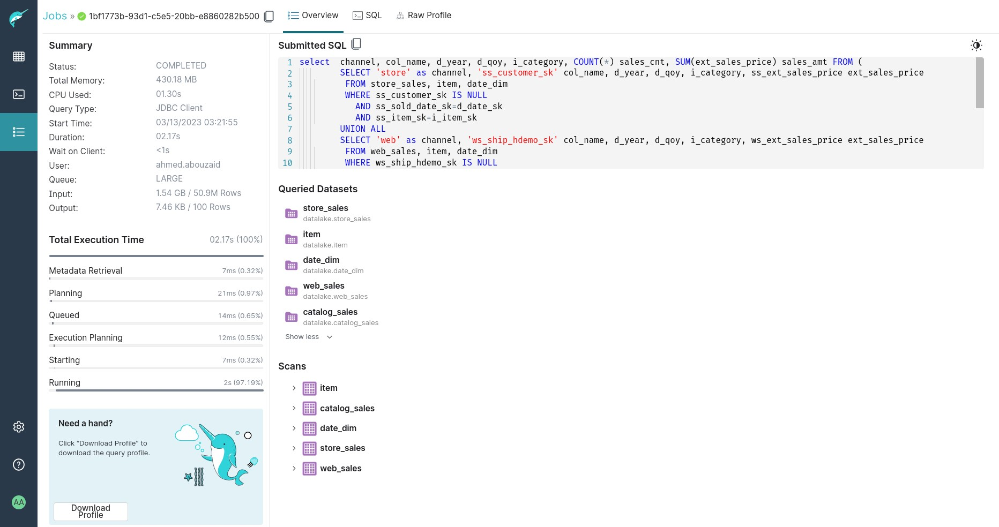 Jobs » 1bf1773b-93d1-c5e5-20bb-e8860282b500
Overview
SQL
Raw Profile
Summary
Status: COMPLETED
Total Memory: 430.18 MB
CPU Used: 01.30s
Query Type: JDBC Client
Start Time: 03/13/2023 03:21:55
Duration: 02.17s
Wait on Client: <1s
User: ahmed.abouzaid
Queue: LARGE
Input: 1.54 GB / 50.9M Rows
Output: 7.46 KB / 100 Rows
Total Execution Time 02.17s (100%)
Metadata Retrieval 7ms (0.32%)
Planning 21ms (0.97%)
Queued 14ms (0.65%)
Execution Planning 12ms (0.55%)
Starting 7ms (0.32%)
Running 2s (97.19%)
Need a hand?
Click “Download Profile” to
download the query profile.
Download
Profile
AA
Submitted SQL
1 select  channel, col_name, d_year, d_qoy, i_category, COUNT(*) sales_cnt, SUM(ext_sales_price) sales_amt FROM (
2 SELECT 'store' as channel, 'ss_customer_sk' col_name, d_year, d_qoy, i_category, ss_ext_sales_price ext_sales_price
3 FROM store_sales, item, date_dim
4 WHERE ss_customer_sk IS NULL
5 AND ss_sold_date_sk=d_date_sk
6 AND ss_item_sk=i_item_sk
7 UNION ALL
8 SELECT 'web' as channel, 'ws_ship_hdemo_sk' col_name, d_year, d_qoy, i_category, ws_ext_sales_price ext_sales_price
9 FROM web_sales, item, date_dim
10 WHERE ws_ship_hdemo_sk IS NULL
Queried Datasets
store_sales
datalake.store_sales
item
datalake.item
date_dim
datalake.date_dim
web_sales
datalake.web_sales
catalog_sales
datalake.catalog_sales
Show less
Scans
item
catalog_sales
date_dim
store_sales
web_sales